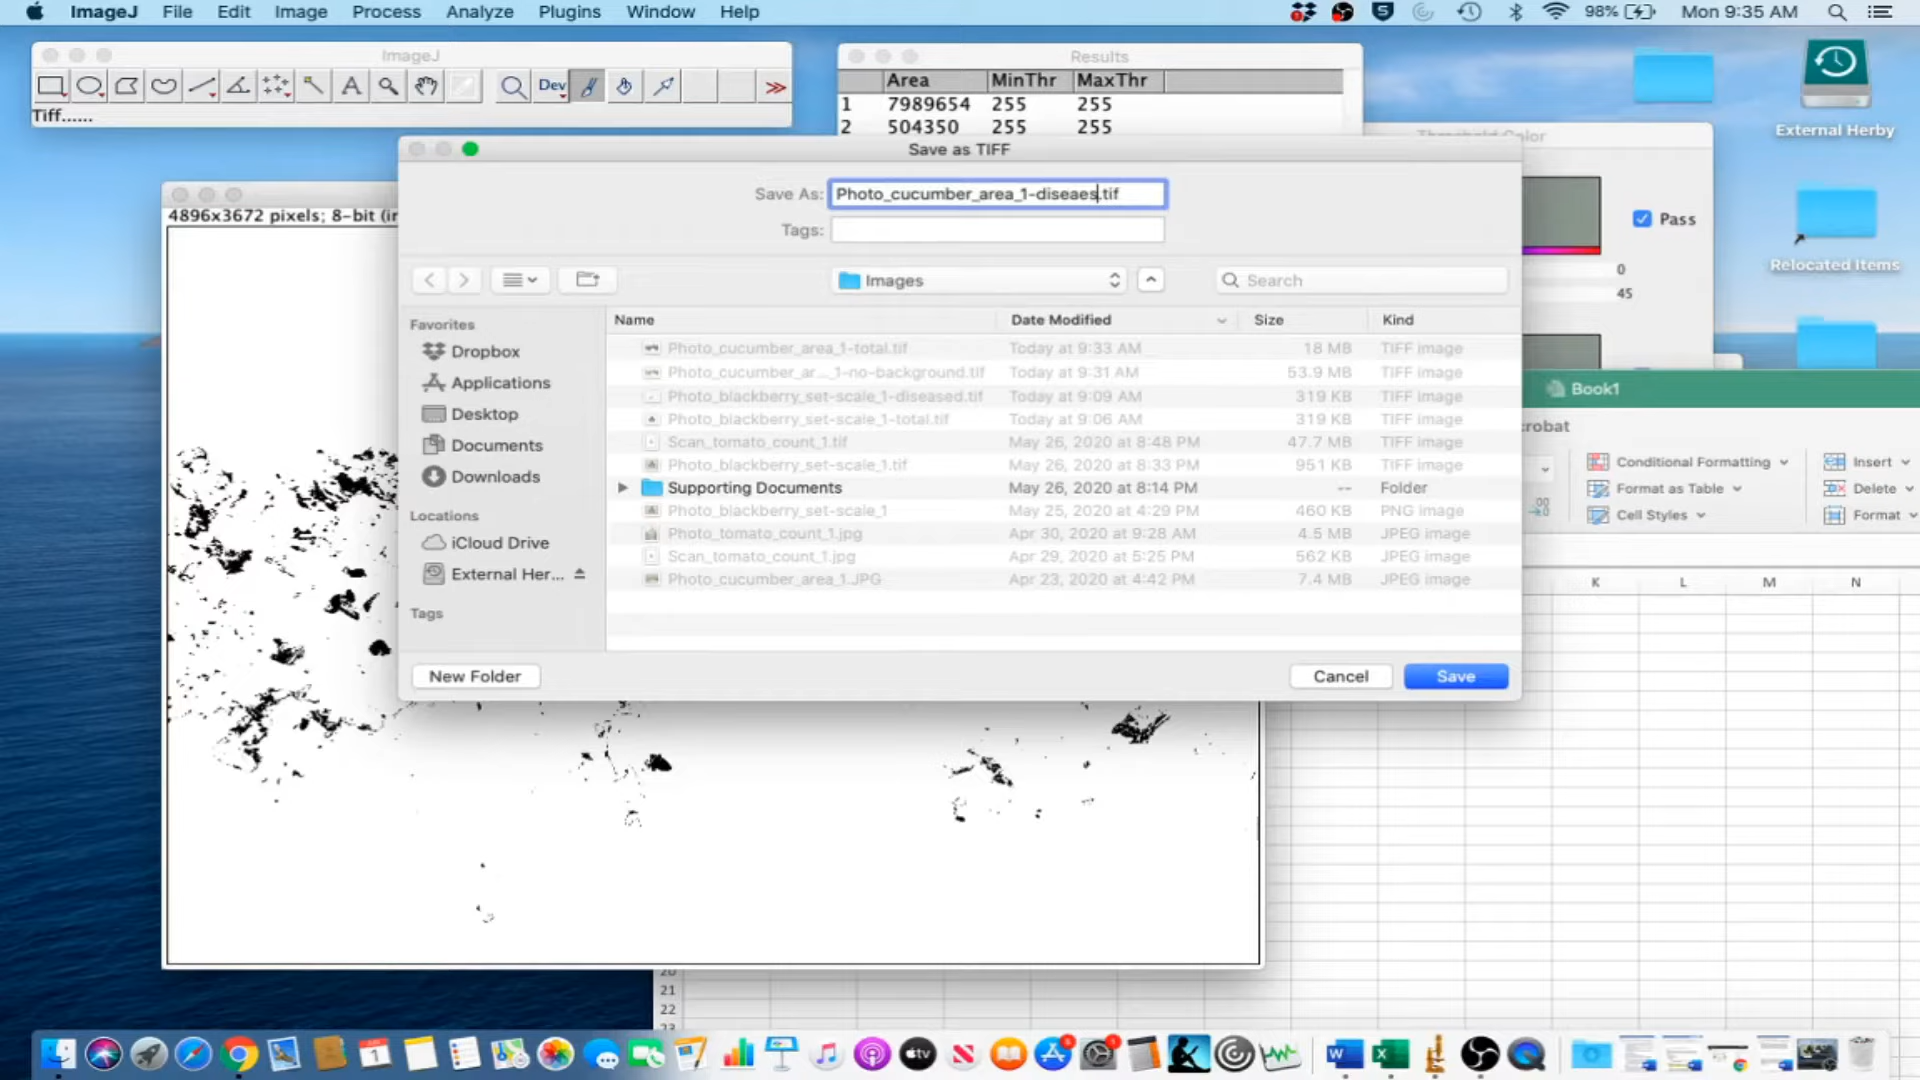 ImageJ File Edit Image Process Analyze Plugins Window Help 98% Mon 9:35 AM
ImageJ
A Dev
Tiff......
Results
Area MinThr MaxThr
1 7989654 255 255
2 504350 255 255
External Herby
Color
Pass
0
45
Relocated Items
4896x3672 pixels; 8-bit
Save as TIFF
Save As: Photo_cucumber_area_1-diseaes.tif
Tags:
Images
Search
Favorites
Dropbox
Applications
Desktop
Documents
Downloads
Locations
iCloud Drive
External Her...
Tags
Name Date Modified Size Kind
Photo_cucumber_area_1-total.tif Today at 9:33 AM 18 MB TIFF image
Photo_cucumber_ar..._1-no-background.tif Today at 9:31 AM 53.9 MB TIFF image
Photo_blackberry_set-scale_1-diseased.tif Today at 9:09 AM 319 KB TIFF image
Photo_blackberry_set-scale_1-total.tif Today at 9:06 AM 319 KB TIFF image
Scan_tomato_count_1.tif May 26, 2020 at 8:48 PM 47.7 MB TIFF image
Photo_blackberry_set-scale_1.tif May 26, 2020 at 8:33 PM 951 KB TIFF image
Supporting Documents May 26, 2020 at 8:14 PM -- Folder
Photo_blackberry_set-scale_1 May 25, 2020 at 4:29 PM 460 KB PNG image
Photo_tomato_count_1.jpg Apr 30, 2020 at 9:28 AM 4.5 MB JPEG image
Scan_tomato_count_1.jpg Apr 29, 2020 at 5:25 PM 562 KB JPEG image
Photo_cucumber_area_1.JPG Apr 23, 2020 at 4:42 PM 7.4 MB JPEG image
New Folder Cancel Save
Book1
crobat
Conditional Formatting Insert
Format as Table Delete
Cell Styles Format
K L M N
20
21
22
23